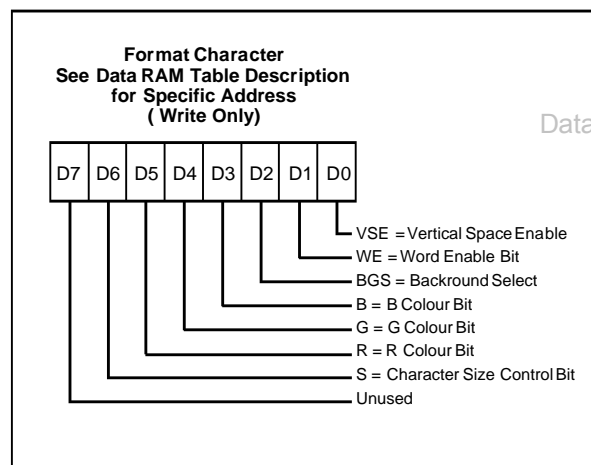 Format Character
See Data RAM Table Description
for Specific Address
( Write Only)
Data
D7 D6 D5 D4 D3 D2 D1 D0
VSE = Vertical Space Enable
WE = Word Enable Bit
BGS = Backround Select
B = B Colour Bit
G = G Colour Bit
R = R Colour Bit
S = Character Size Control Bit
Unused